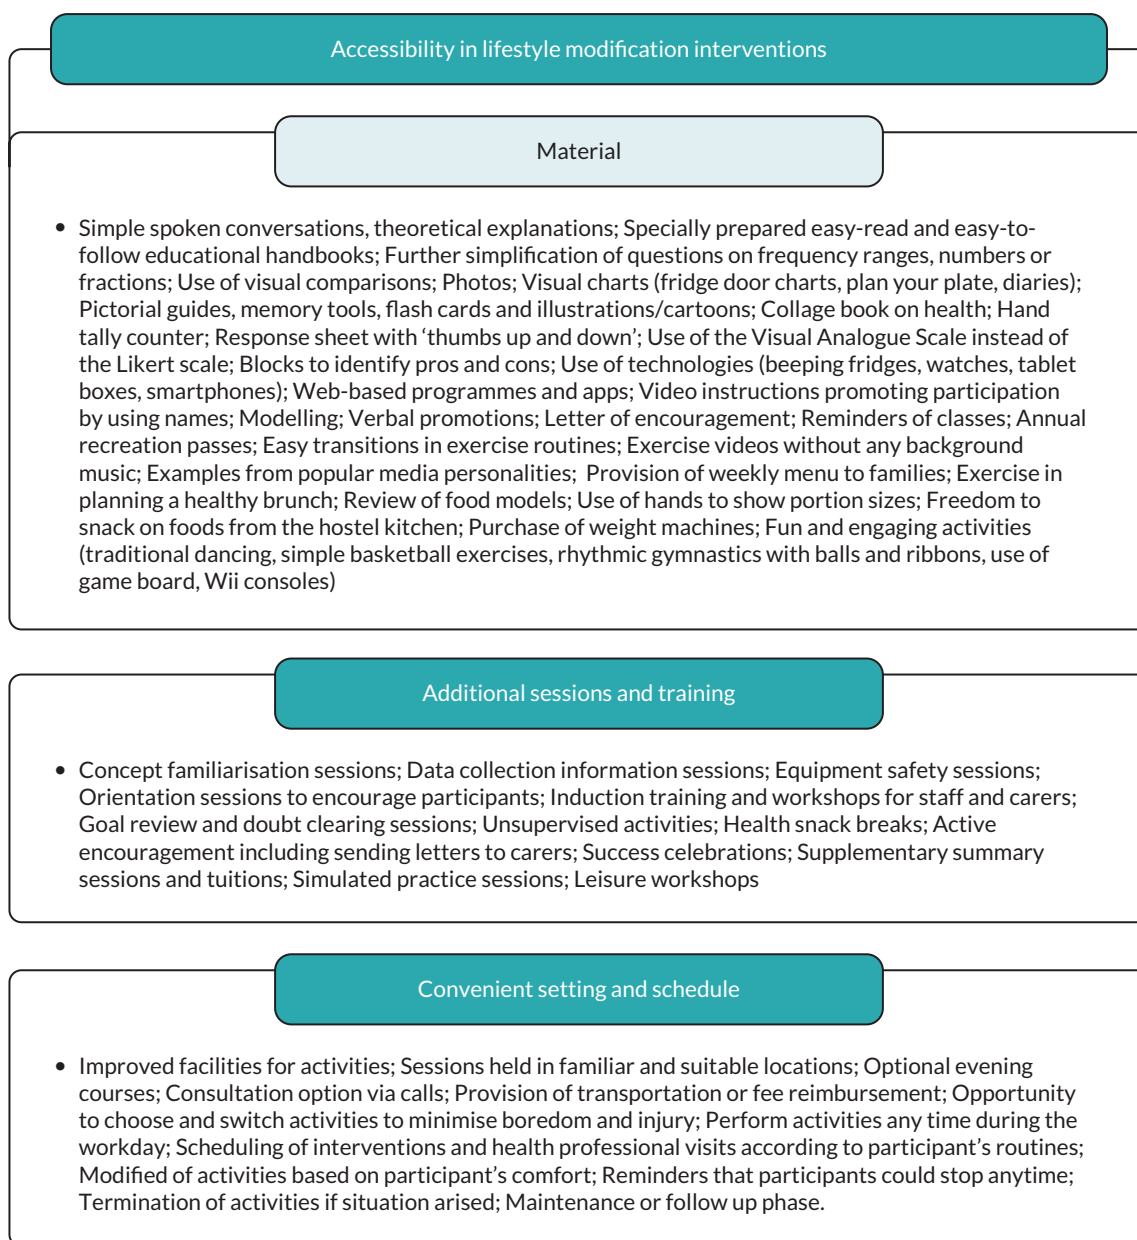 Accessibility in lifestyle modification interventions
Material
• Simple spoken conversations, theoretical explanations; Specially prepared easy-read and easy-to-
follow educational handbooks; Further simplification of questions on frequency ranges, numbers or
fractions; Use of visual comparisons; Photos; Visual charts (fridge door charts, plan your plate, diaries);
Pictorial guides, memory tools, flash cards and illustrations/cartoons; Collage book on health; Hand
tally counter; Response sheet with ‘thumbs up and down’; Use of the Visual Analogue Scale instead of
the Likert scale; Blocks to identify pros and cons; Use of technologies (beeping fridges, watches, tablet
boxes, smartphones); Web-based programmes and apps; Video instructions promoting participation
by using names; Modelling; Verbal promotions; Letter of encouragement; Reminders of classes; Annual
recreation passes; Easy transitions in exercise routines; Exercise videos without any background
music; Examples from popular media personalities; Provision of weekly menu to families; Exercise in
planning a healthy brunch; Review of food models; Use of hands to show portion sizes; Freedom to
snack on foods from the hostel kitchen; Purchase of weight machines; Fun and engaging activities
(traditional dancing, simple basketball exercises, rhythmic gymnastics with balls and ribbons, use of
game board, Wii consoles)
Additional sessions and training
• Concept familiarisation sessions; Data collection information sessions; Equipment safety sessions;
Orientation sessions to encourage participants; Induction training and workshops for staff and carers;
Goal review and doubt clearing sessions; Unsupervised activities; Health snack breaks; Active
encouragement including sending letters to carers; Success celebrations; Supplementary summary
sessions and tuitions; Simulated practice sessions; Leisure workshops
Convenient setting and schedule
• Improved facilities for activities; Sessions held in familiar and suitable locations; Optional evening
courses; Consultation option via calls; Provision of transportation or fee reimbursement; Opportunity
to choose and switch activities to minimise boredom and injury; Perform activities any time during the
workday; Scheduling of interventions and health professional visits according to participant’s routines;
Modified of activities based on participant’s comfort; Reminders that participants could stop anytime;
Termination of activities if situation arised; Maintenance or follow up phase.